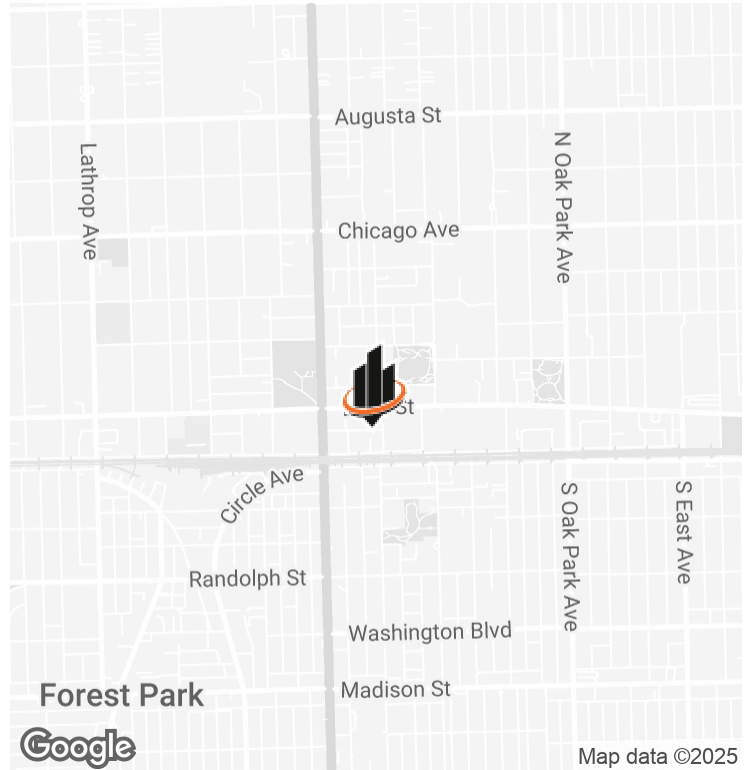 Augusta St
Lathrop Ave
N Oak Park Ave
Chicago Ave
St
Circle Ave
S Oak Park Ave
S East Ave
Randolph St
Washington Blvd
Madison St
Forest Park
Google
Map data ©2025